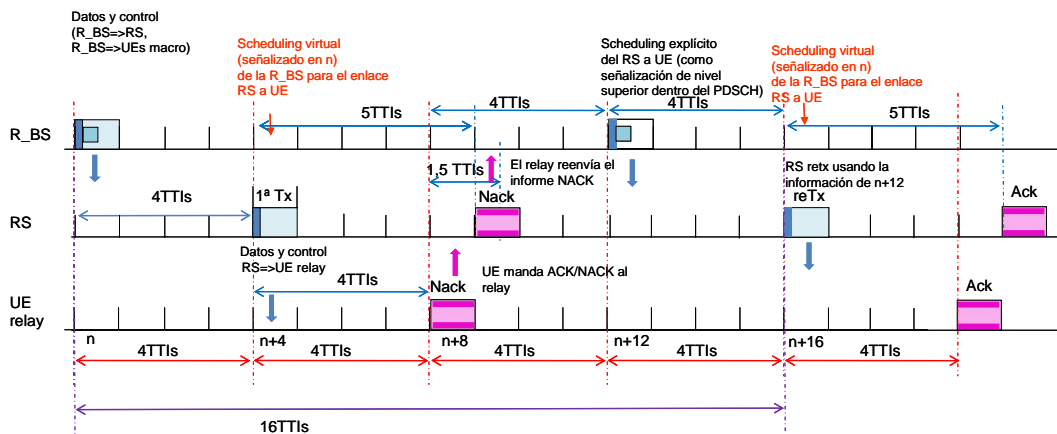 Datos y control
(R_BS=>RS,
R_BS=>UEs macro)
Scheduling virtual
(señalizado en n)
de la R_BS para el enlace
RS a UE
Scheduling explícito
del RS a UE (como
señalización de nivel
superior dentro del PDSCH)
Scheduling virtual
(señalizado en n)
de la R_BS para el enlace
RS a UE
4TTIs
4TTIs
5TTIs
5TTIs
R_BS
1,5 TTIs
El relay reenvía el
informe NACK
RS retx usando la
información de n+12
4TTIs
1ª Tx
Nack
reTx
Ack
RS
Datos y control
RS=>UE relay
UE manda ACK/NACK al
relay
4TTIs
Nack
Ack
UE
relay
n
n+4
n+8
n+12
n+16
4TTIs
4TTIs
4TTIs
4TTIs
4TTIs
16TTIs